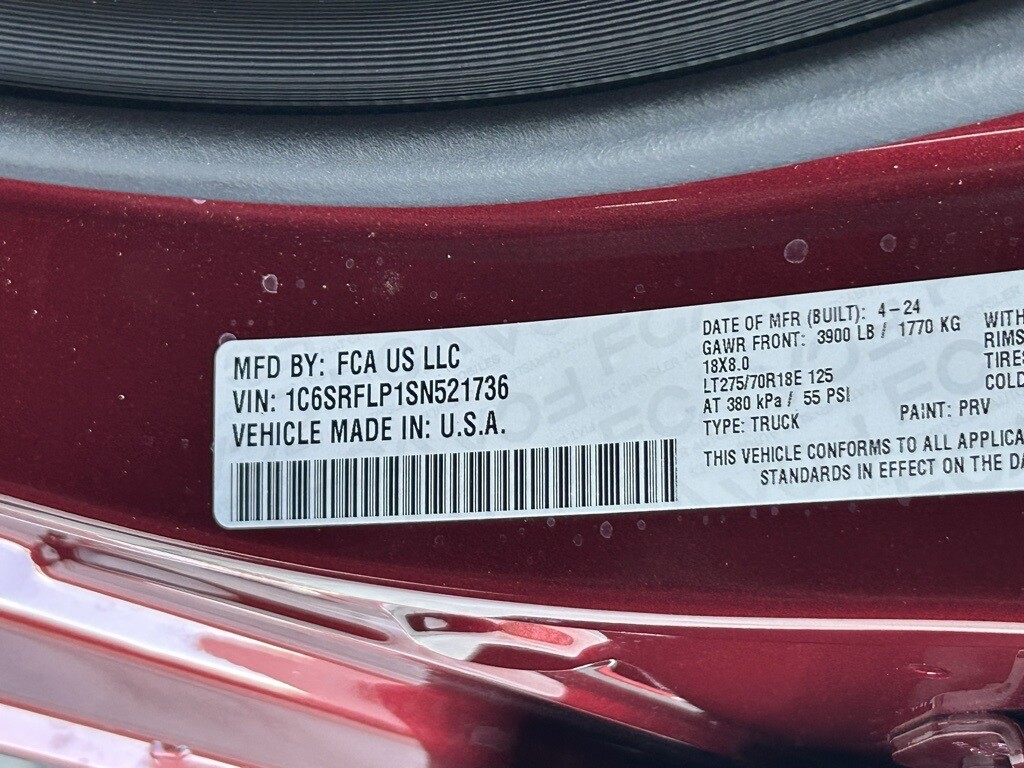 MFD BY: FCA US LLC
VIN: 1C6SRFLP1SN521736
VEHICLE MADE IN: U.S.A.
DATE OF MFR (BUILT): 4-24
GAWR FRONT: 3900 LB / 1770 KG
18X8.0
LT275/70R18E 125
AT 380 kPa / 55 PSI
TYPE: TRUCK PAINT: PRV
WITH
RIMS
TIRES
COLD
THIS VEHICLE CONFORMS TO ALL APPLICA
STANDARDS IN EFFECT ON THE DA